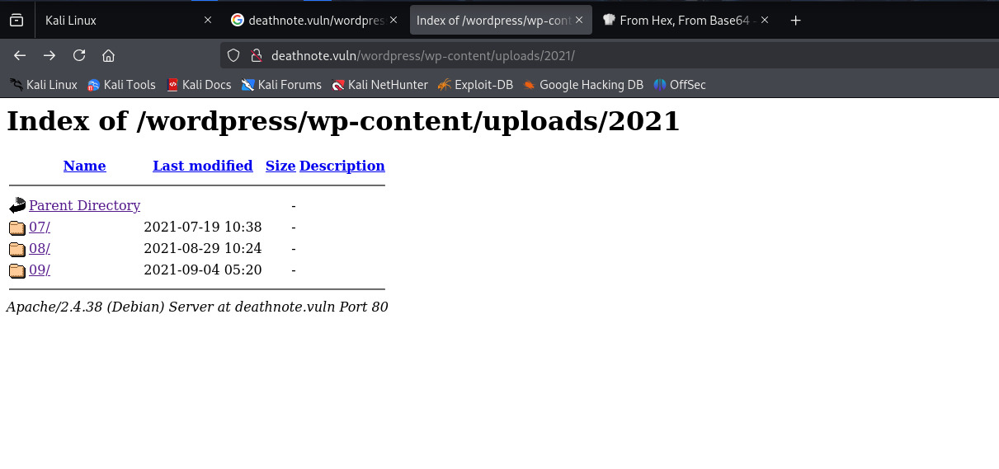 Kali Linux
deathnote.vuln/wordpres
Index of /wordpress/wp-cont
From Hex, From Base64 -
deathnote.vuln/wordpress/wp-content/uploads/2021/
Kali Linux Kali Tools Kali Docs Kali Forums Kali NetHunter Exploit-DB Google Hacking DB OffSec
Index of /wordpress/wp-content/uploads/2021
Name Last modified Size Description
Parent Directory -
07/ 2021-07-19 10:38 -
08/ 2021-08-29 10:24 -
09/ 2021-09-04 05:20 -
Apache/2.4.38 (Debian) Server at deathnote.vuln Port 80